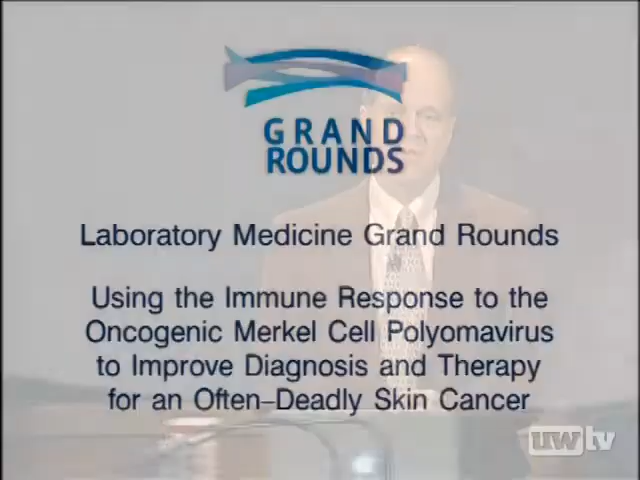 GRAND
ROUNDS
Laboratory Medicine Grand Rounds
Using the Immune Response to the
Oncogenic Merkel Cell Polyomavirus
to Improve Diagnosis and Therapy
for an Often–Deadly Skin Cancer
uwtv